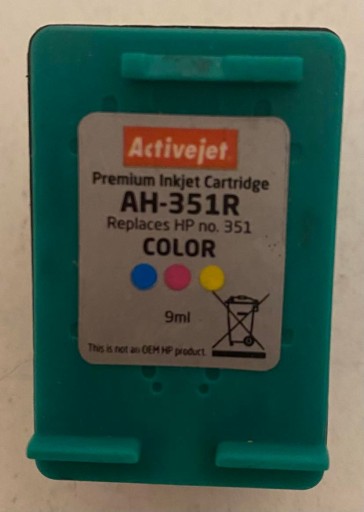 Activejet
Premium Inkjet Cartridge
AH-351R
Replaces HP no. 351
COLOR
9ml
This is not an OEM HP product.